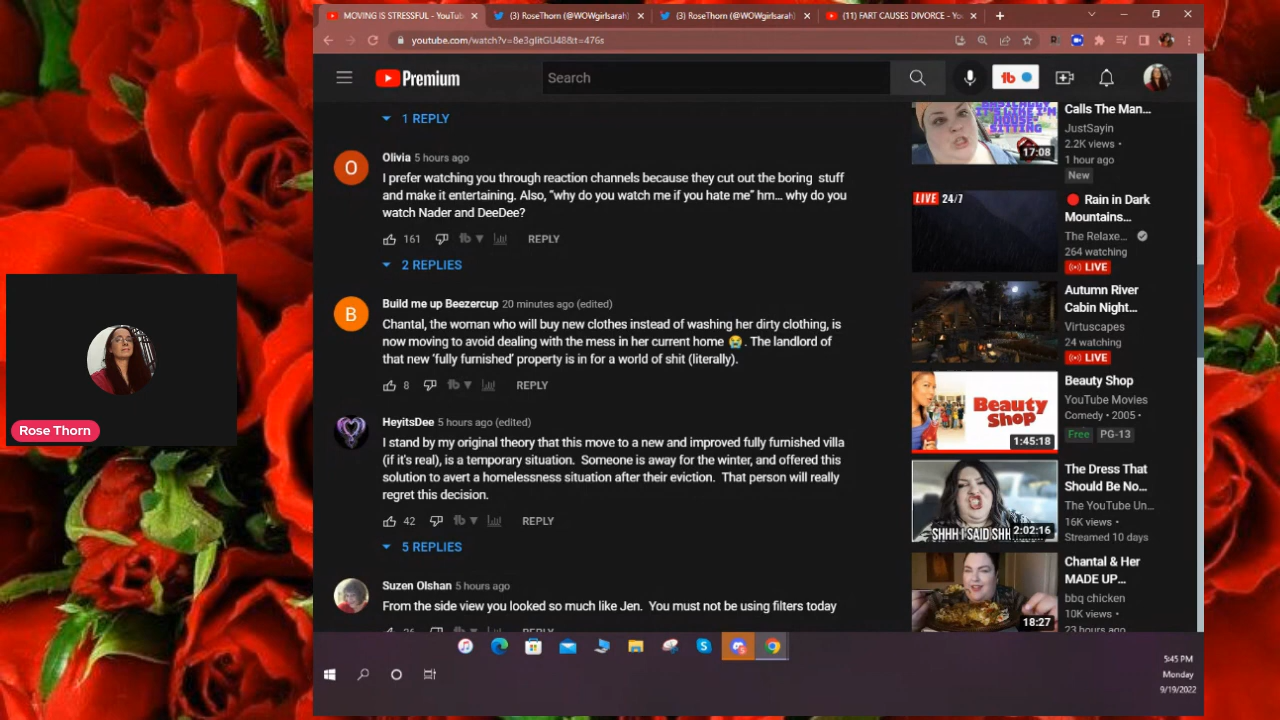 MOVING IS STRESSFUL - YouTub
(3) RoseThorn (@WOWgirlsarah)
(3) RoseThorn (@WOWgirlsarah)
(11) FART CAUSES DIVORCE - Yo
Premium
Search
1 REPLY
Olivia 5 hours ago
I prefer watching you through reaction channels because they cut out the boring stuff
and make it entertaining. Also, "why do you watch me if you hate me" hm... why do you
watch Nader and DeeDee?
161
REPLY
2 REPLIES
Build me up Beezercup 20 minutes ago (edited)
Chantal, the woman who will buy new clothes instead of washing her dirty clothing, is
now moving to avoid dealing with the mess in her current home 😭. The landlord of
that new 'fully furnished' property is in for a world of shit (literally).
8
REPLY
HeyitsDee 5 hours ago (edited)
I stand by my original theory that this move to a new and improved fully furnished villa
(if it's real), is a temporary situation. Someone is away for the winter, and offered this
solution to avert a homelessness situation after their eviction. That person will really
regret this decision.
42
REPLY
5 REPLIES
Suzen Olshan 5 hours ago
From the side view you looked so much like Jen. You must not be using filters today
BASICALLY
IT'S LIKE I'M
HOUSE
SITTING
17:08
Calls The Man...
JustSayin
2.2K views •
1 hour ago
New
LIVE 24/7
Rain in Dark
Mountains...
The Relaxe...
264 watching
LIVE
Autumn River
Cabin Night...
Virtuscapes
24 watching
LIVE
Beauty
Shop
1:45:18
Beauty Shop
YouTube Movies
Comedy • 2005 •
Free PG-13
SHHH I SAID SHH
2:02:16
The Dress That
Should Be No...
The YouTube Un...
16K views •
Streamed 10 days
18:27
Chantal & Her
MADE UP...
bbq chicken
10K views •
23 hours ago
Rose Thorn
5:45 PM
Monday
9/19/2022